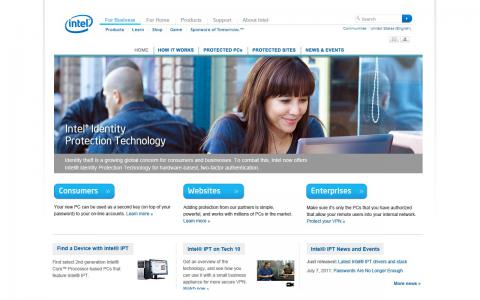 intel
For Business
For Home
Products
Support
About Intel
Search
Products
Learn
Shop
Game
Sponsors of Tomorrow.™
Communities
United States (English)
HOME
HOW IT WORKS
PROTECTED PCs
PROTECTED SITES
NEWS & EVENTS
Intel® Identity
Protection Technology
Identity theft is a growing global concern for consumers and businesses. To combat this, Intel now offers
Intel® Identity Protection Technology for hardware-based, two-factor authentication.
Consumers »
Your new PC can be used as a second key (on top of your
password) to your on-line accounts. Learn more »
Websites »
Adding protection from our partners is simple,
powerful, and works with millions of PCs in the market.
Learn more »
Enterprises »
Make sure it's only the PCs that you have authorized
that allow your remote users into your internal network.
Protect your VPN »
Find a Device with Intel® IPT
Find select 2nd generation Intel®
Core™ Processor-based PCs that
feature Intel® IPT.
Intel® IPT on Tech 10
Get an overview of the
technology, and see how you
can use it with a small business
appliance for more secure VPN.
Intel® IPT News and Events
Just released! Latest Intel® IPT drivers and stack
July 7, 2011: Passwords Are No Longer Enough
More news »